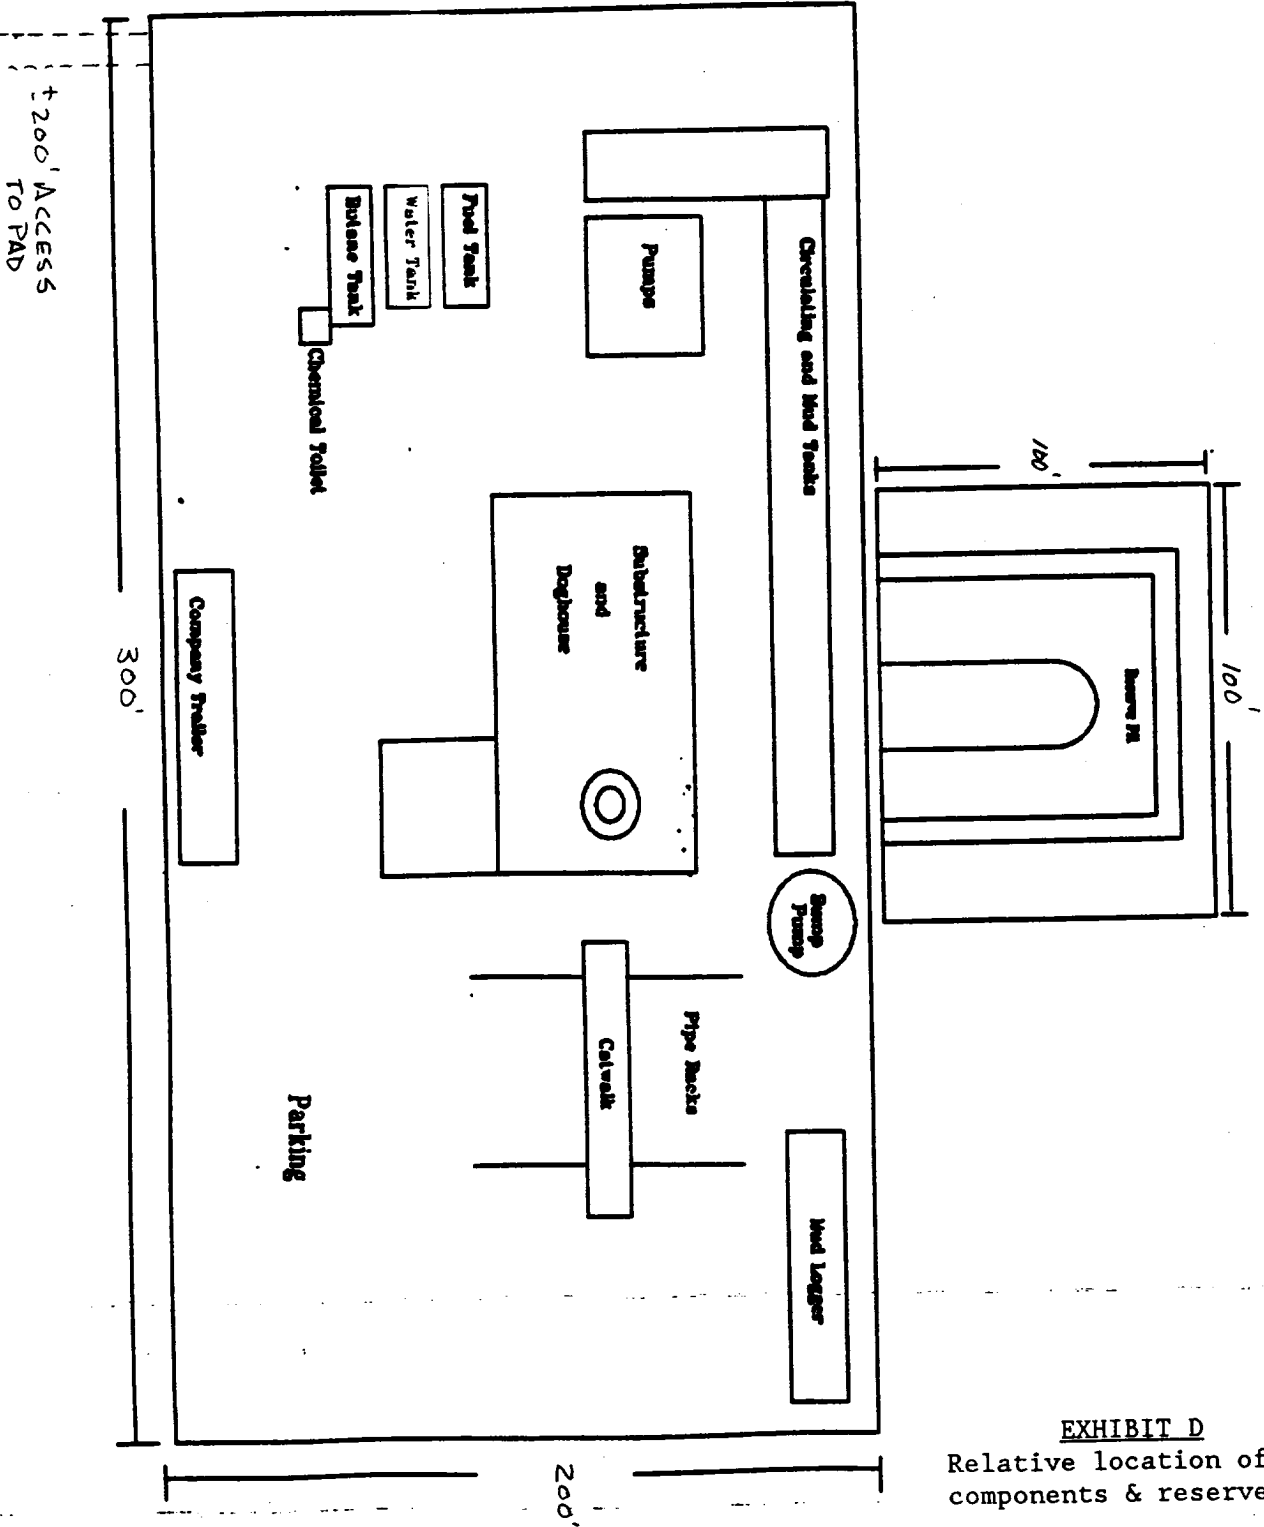 ± 200' ACCESS
TO PAD
300'
200'
100'
100'
Reserve Pit
Circulating and Mud Tanks
Pumps
Fuel Tank
Water Tank
Butane Tank
Chemical Toilet
Substructure
and
Doghouse
Company Trailer
Sump
Pump
Pipe Racks
Catwalk
Mud Logger
Parking
EXHIBIT D
Relative location of
components & reserve